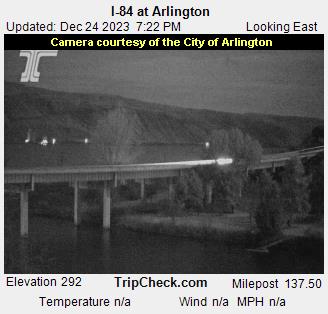 I-84 at Arlington
Updated: Dec 24 2023 7:22 PM Looking East
Camera courtesy of the City of Arlington
Elevation 292 TripCheck.com Milepost 137.50
Temperature n/a Wind n/a MPH n/a